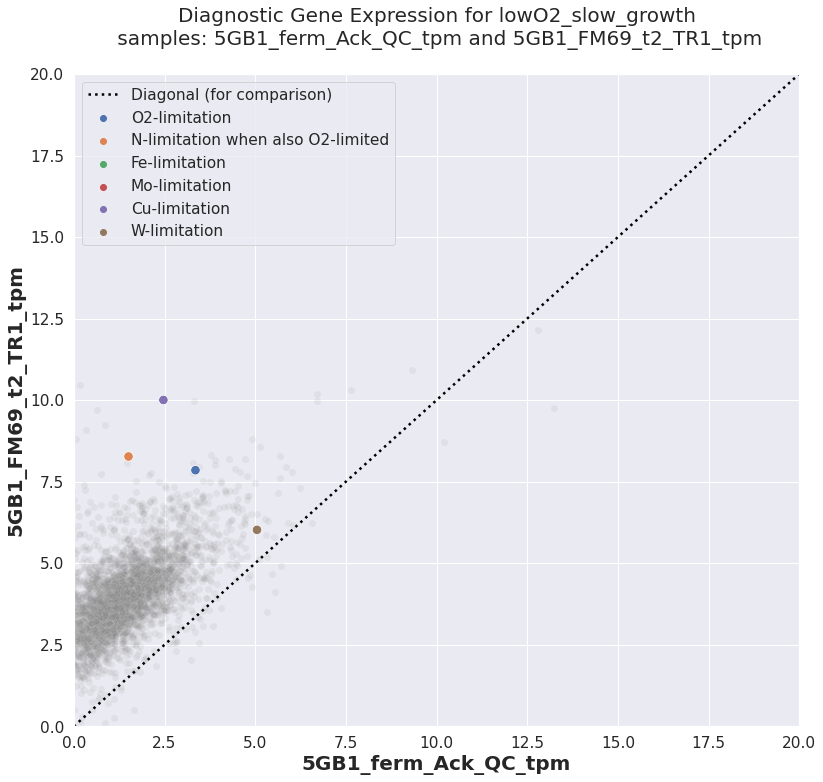 Diagnostic Gene Expression for lowO2_slow_growth
samples: 5GB1_ferm_Ack_QC_tpm and 5GB1_FM69_t2_TR1_tpm
20.0
17.5
15.0
12.5
10.0
7.5
5.0
2.5
0.0
5GB1_FM69_t2_TR1_tpm
Diagonal (for comparison)
O2-limitation
N-limitation when also O2-limited
Fe-limitation
Mo-limitation
Cu-limitation
W-limitation
0.0 2.5 5.0 7.5 10.0 12.5 15.0 17.5 20.0
5GB1_ferm_Ack_QC_tpm